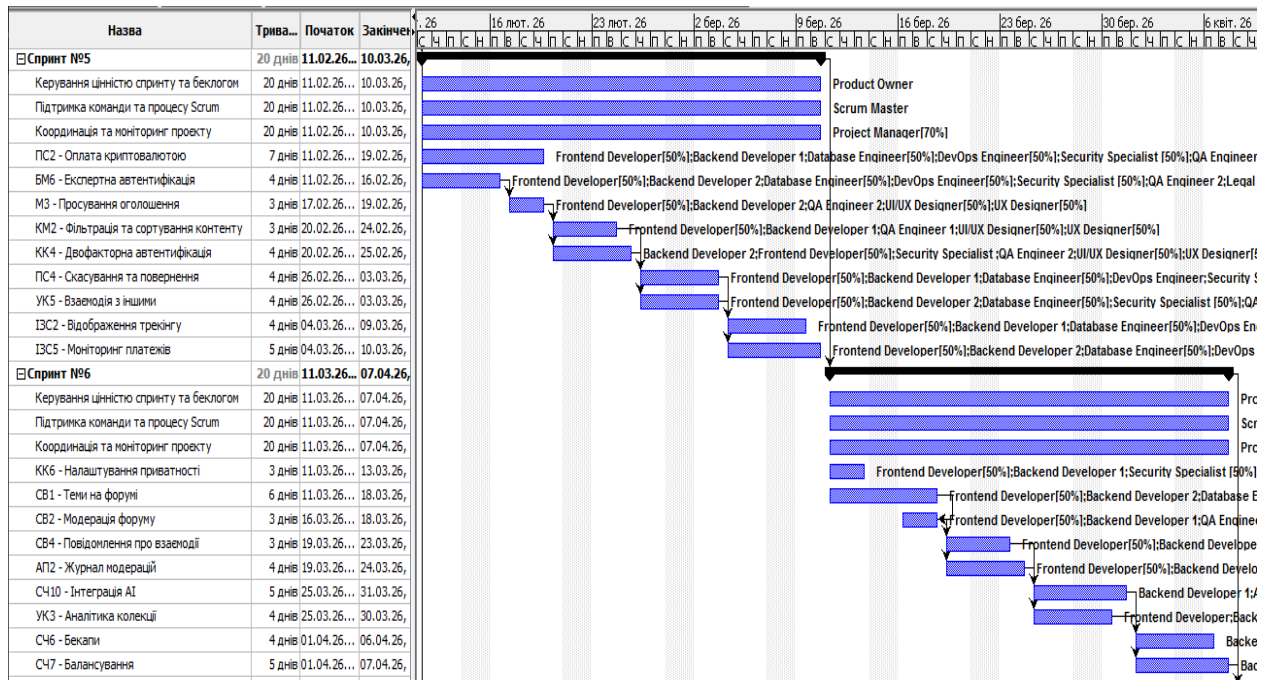 Назва Трива... Початок Закінчен . 26 16 лют. 26 23 лют. 26 2 бер. 26 9 бер. 26 16 бер. 26 23 бер. 26 30 бер. 26 6 квіт. 26
С Ч П С Н П В С Ч П С Н П В С Ч П С Н П В С Ч П С Н П В С Ч П С Н П В С Ч П С Н П В С Ч П С Н П В С Ч П С Н П В С Ч
Спринт №5 20 днів 11.02.26... 10.03.26,
Керування цінністю спринту та беклогом 20 днів 11.02.26... 10.03.26, Product Owner
Підтримка команди та процесу Scrum 20 днів 11.02.26... 10.03.26, Scrum Master
Координація та моніторинг проєкту 20 днів 11.02.26... 10.03.26, Project Manager[70%]
ПС2 - Оплата криптовалютою 7 днів 11.02.26... 19.02.26, Frontend Developer[50%];Backend Developer 1;Database Engineer[50%];DevOps Engineer[50%];Security Specialist [50%];QA Engineer
БМ6 - Експертна автентифікація 4 днів 11.02.26... 16.02.26, Frontend Developer[50%];Backend Developer 2;Database Engineer[50%];DevOps Engineer[50%];Security Specialist [50%];QA Engineer 2;Legal
М3 - Просування оголошення 3 днів 17.02.26... 19.02.26, Frontend Developer[50%];Backend Developer 2;QA Engineer 2;UI/UX Designer[50%];UX Designer[50%]
КМ2 - Фільтрація та сортування контенту 3 днів 20.02.26... 24.02.26, Frontend Developer[50%];Backend Developer 1;QA Engineer 1;UI/UX Designer[50%];UX Designer[50%]
КК4 - Двофакторна автентифікація 4 днів 20.02.26... 25.02.26, Backend Developer 2;Frontend Developer[50%];Security Specialist ;QA Engineer 2;UI/UX Designer[50%];UX Designer[5
ПС4 - Скасування та повернення 4 днів 26.02.26... 03.03.26, Frontend Developer[50%];Backend Developer 1;Database Engineer[50%];DevOps Engineer;Security S
УК5 - Взаємодія з іншими 4 днів 26.02.26... 03.03.26, Frontend Developer[50%];Backend Developer 2;Database Engineer[50%];Security Specialist [50%];QA
ІЗС2 - Відображення трекінгу 4 днів 04.03.26... 09.03.26, Frontend Developer[50%];Backend Developer 1;Database Engineer[50%];DevOps En
ІЗС5 - Моніторинг платежів 5 днів 04.03.26... 10.03.26, Frontend Developer[50%];Backend Developer 2;Database Engineer[50%];DevOps
Спринт №6 20 днів 11.03.26... 07.04.26,
Керування цінністю спринту та беклогом 20 днів 11.03.26... 07.04.26, Pro
Підтримка команди та процесу Scrum 20 днів 11.03.26... 07.04.26, Scr
Координація та моніторинг проєкту 20 днів 11.03.26... 07.04.26, Pro
КК6 - Налаштування приватності 3 днів 11.03.26... 13.03.26, Frontend Developer[50%];Backend Developer 1;Security Specialist [50%]
СВ1 - Теми на форумі 6 днів 11.03.26... 18.03.26, Frontend Developer[50%];Backend Developer 2;Database E
СВ2 - Модерація форуму 3 днів 16.03.26... 18.03.26, Frontend Developer[50%];Backend Developer 1;QA Enginee
СВ4 - Повідомлення про взаємодії 3 днів 19.03.26... 23.03.26, Frontend Developer[50%];Backend Develope
АП2 - Журнал модерацій 4 днів 19.03.26... 24.03.26, Frontend Developer[50%];Backend Develo
СЧ10 - Інтеграція AI 5 днів 25.03.26... 31.03.26, Backend Developer 1;A
УК3 - Аналітика колекції 4 днів 25.03.26... 30.03.26, Frontend Developer;Back
СЧ6 - Бекапи 4 днів 01.04.26... 06.04.26, Backe
СЧ7 - Балансування 5 днів 01.04.26... 07.04.26, Bac